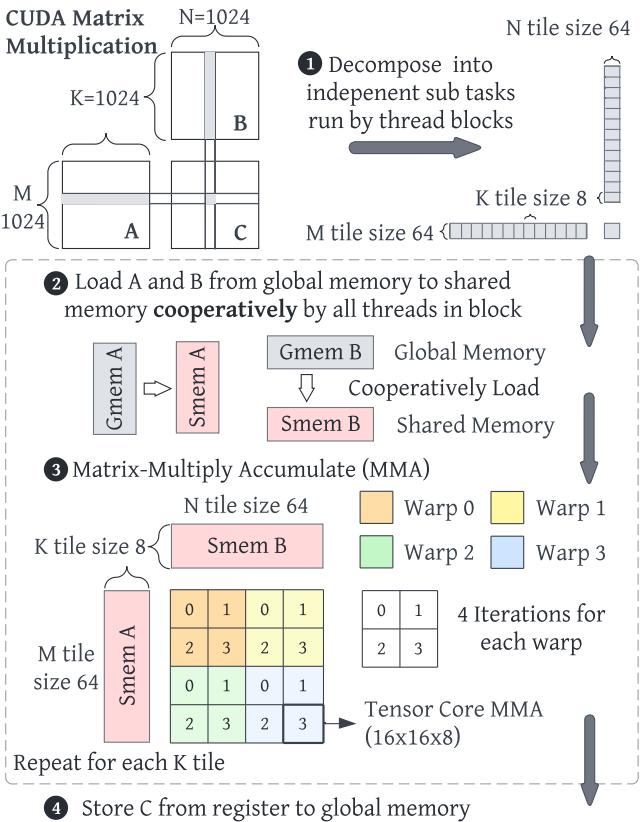 CUDA Matrix
Multiplication
N=1024
K=1024
B
M
1024
A
C
N tile size 64
1 Decompose into
indepenent sub tasks
run by thread blocks
K tile size 8
M tile size 64
2 Load A and B from global memory to shared
memory cooperatively by all threads in block
Gmem A
Smem A
Gmem B
Global Memory
Cooperatively Load
Smem B
Shared Memory
3 Matrix-Multiply Accumulate (MMA)
N tile size 64
K tile size 8
Smem B
Warp 0
Warp 1
Warp 2
Warp 3
M tile
size 64
Smem A
0 1 0 1
2 3 2 3
0 1 0 1
2 3 2 3
0 1
2 3
4 Iterations for
each warp
Tensor Core MMA
(16x16x8)
Repeat for each K tile
4 Store C from register to global memory